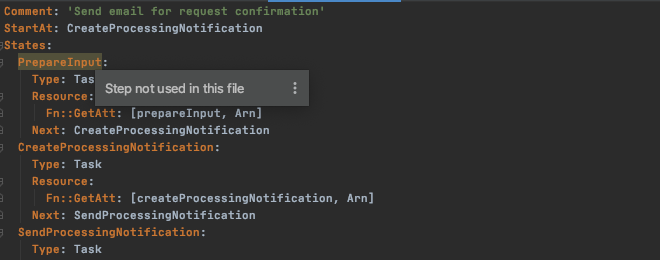 Comment: 'Send email for request confirmation'
StartAt: CreateProcessingNotification
States:
PrepareInput:
Type: Tas
Step not used in this file
Resource:
Fn::GetAtt: [prepareInput, Arn]
Next: CreateProcessingNotification
CreateProcessingNotification:
Type: Task
Resource:
Fn::GetAtt: [createProcessingNotification, Arn]
Next: SendProcessingNotification
SendProcessingNotification:
Type: Task